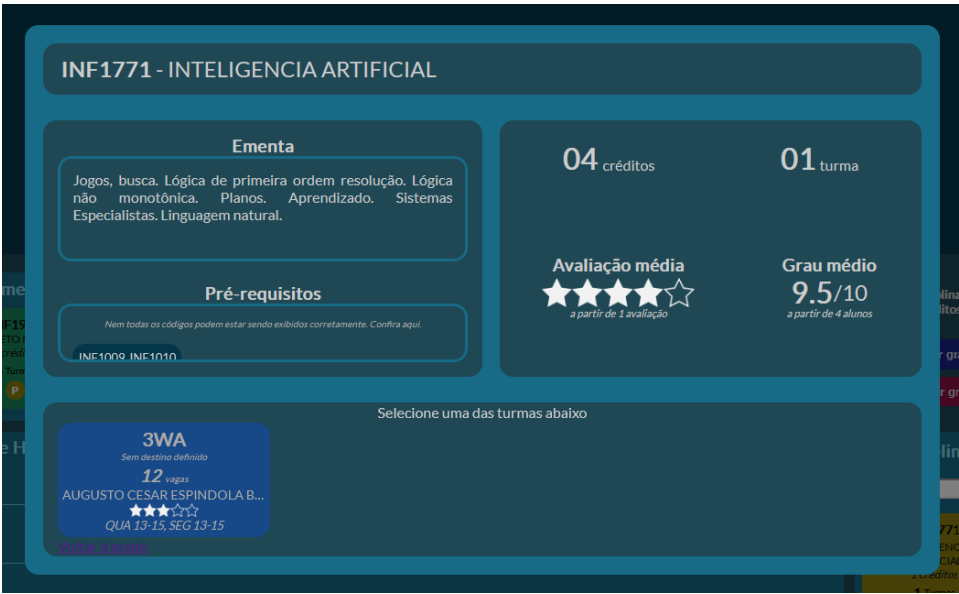 INF1771 - INTELIGENCIA ARTIFICIAL
Ementa
Jogos, busca. Lógica de primeira ordem resolução. Lógica
não monotônica. Planos. Aprendizado. Sistemas
Especialistas. Linguagem natural.
Pré-requisitos
Nem todas os códigos podem estar sendo exibidos corretamente. Confira aqui.
INF1009, INF1010
04 créditos
01 turma
Avaliação média
a partir de 1 avaliação
Grau médio
9.5/10
a partir de 4 alunos
Selecione uma das turmas abaixo
3WA
Sem destino definido
12 vagas
AUGUSTO CESAR ESPINDOLA B...
QUA 13-15, SEG 13-15
P